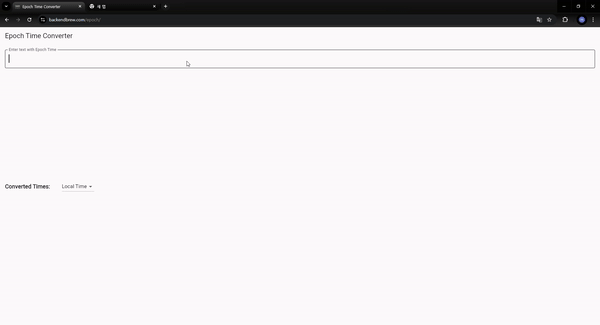 Epoch Time Converter
새 탭
backendbrew.com/epoch/
Epoch Time Converter
Enter text with Epoch Time
Converted Times:
Local Time